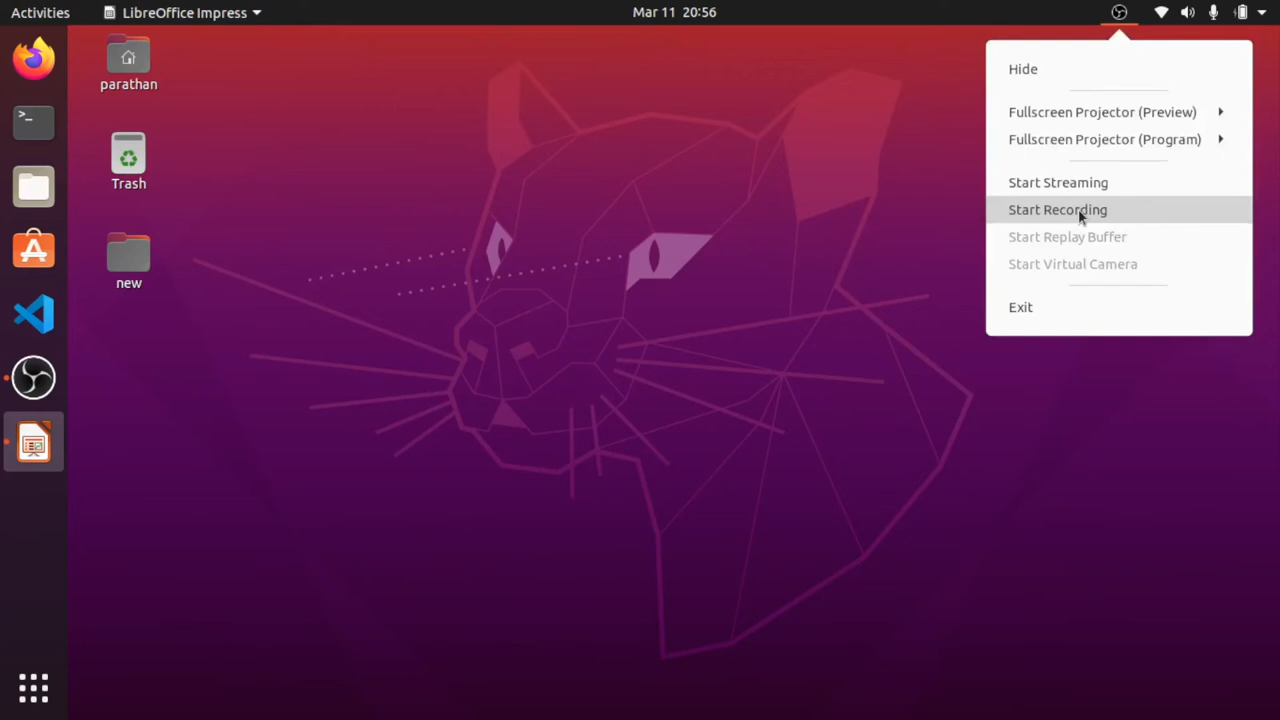 Activities
LibreOffice Impress
Mar 11 20:56
parathan
Trash
new
>_
Hide
Fullscreen Projector (Preview)
Fullscreen Projector (Program)
Start Streaming
Start Recording
Start Replay Buffer
Start Virtual Camera
Exit